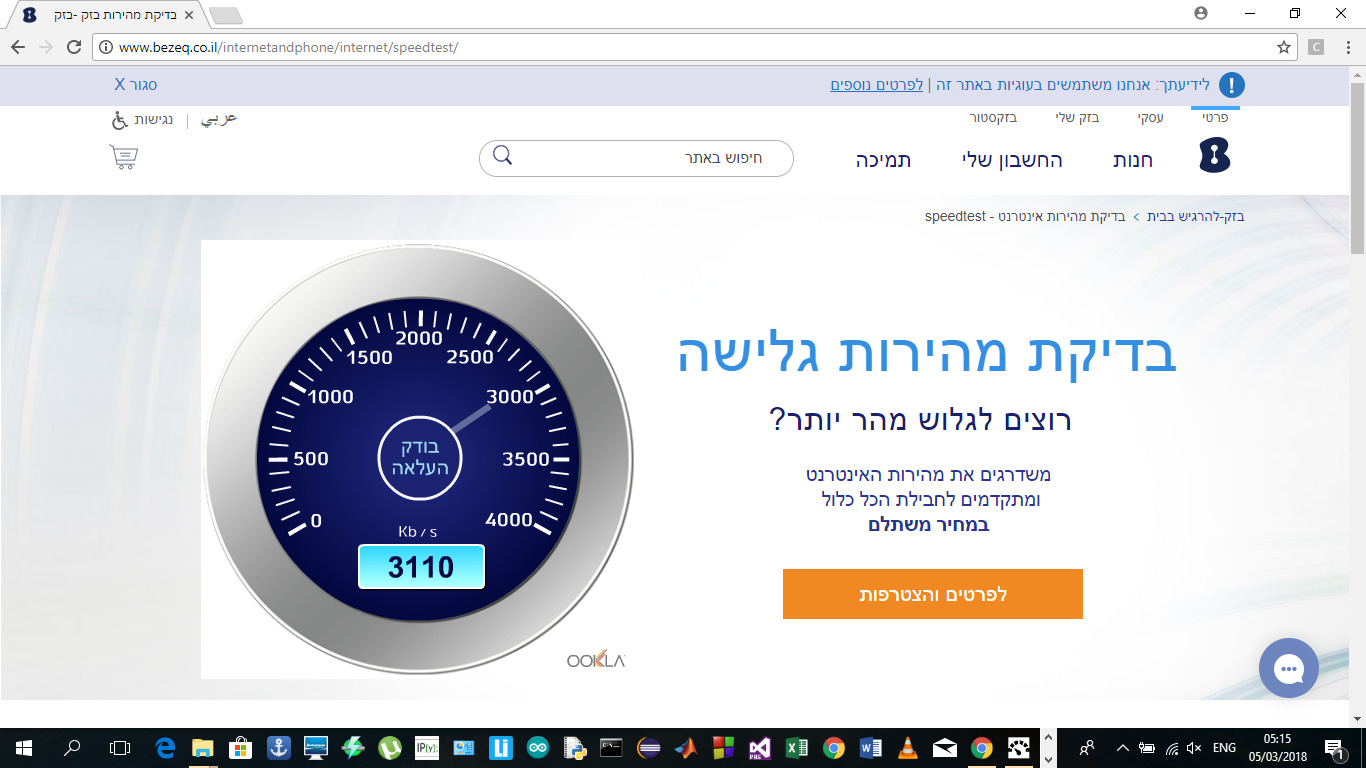 בדיקת מהירות בזק -בזק
www.bezeq.co.il/internetandphone/internet/speedtest/
C
לידיעתך: אנחנו משתמשים בעוגיות באתר זה | לפרטים נוספים
סגור X
פרטי
עסקי
בזק שלי
בזקסטור
عربي
נגישות
חנות
החשבון שלי
תמיכה
חיפוש באתר
בזק-להרגיש בבית > בדיקת מהירות אינטרנט - speedtest
בדיקת מהירות גלישה
רוצים לגלוש מהר יותר?
משדרגים את מהירות האינטרנט
ומתקדמים לחבילת הכל כלול
במחיר משתלם
לפרטים והצטרפות
0
500
1000
1500
2000
2500
3000
3500
4000
בודק
העלאה
Kb / s
3110
OOKLA
ENG
05:15
05/03/2018
1